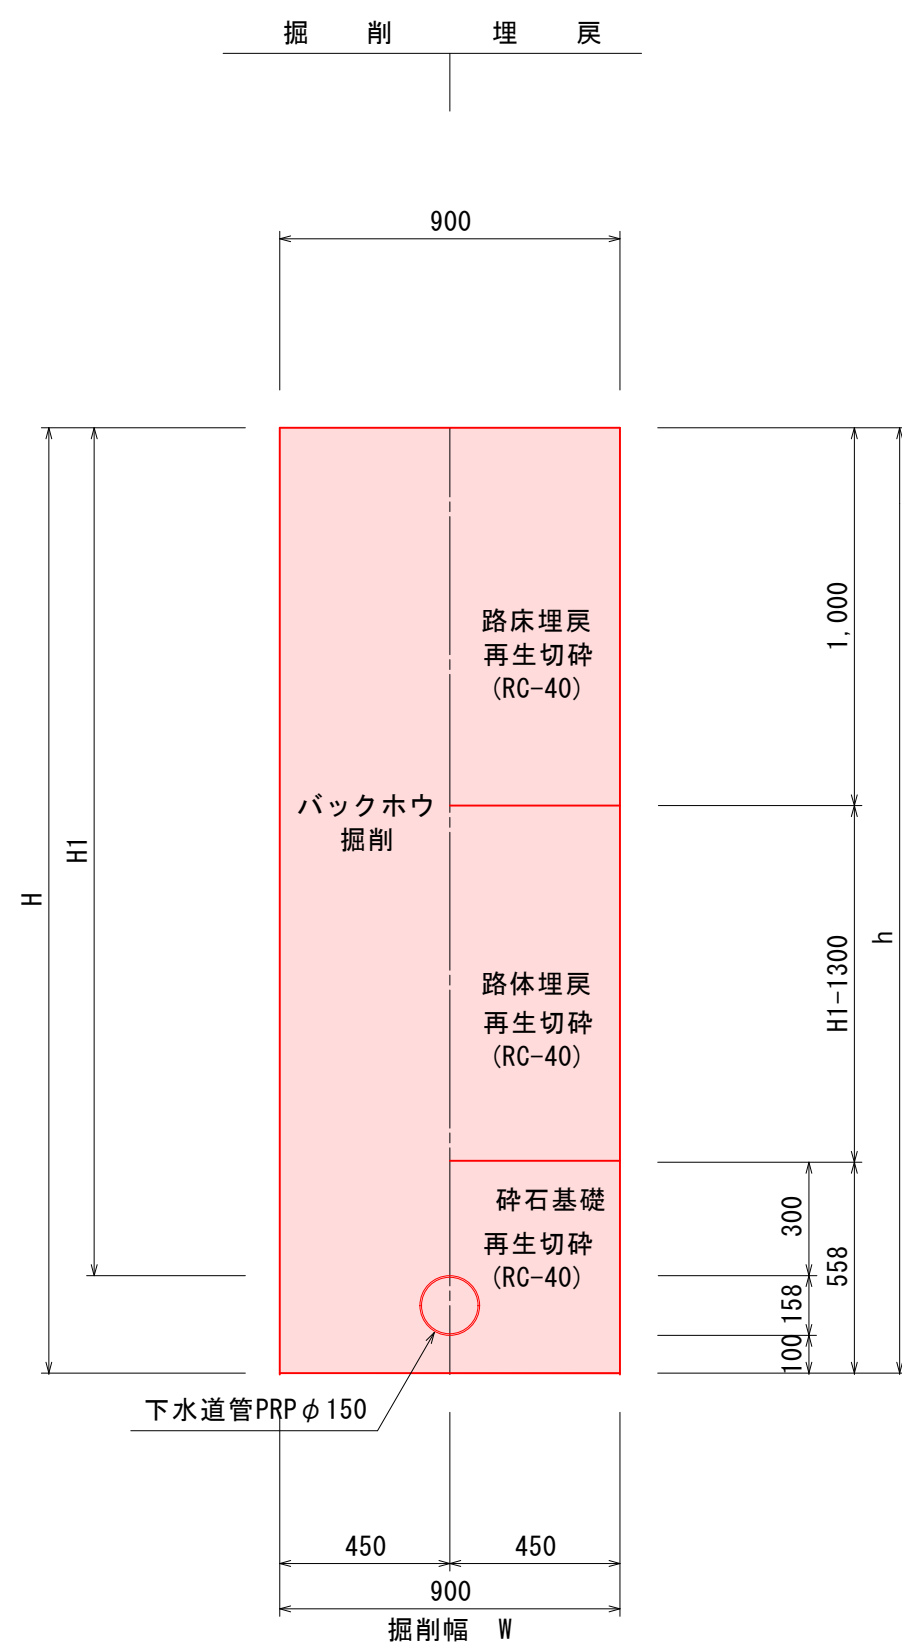 掘　削　埋　戻
900
路床埋戻
再生切砕
(RC-40)
1,000
バックホウ
掘削
H1
H
h
路体埋戻
再生切砕
(RC-40)
H1-1300
砕石基礎
再生切砕
(RC-40)
300
558
158
100
下水道管PRPφ150
450
450
900
掘削幅　W